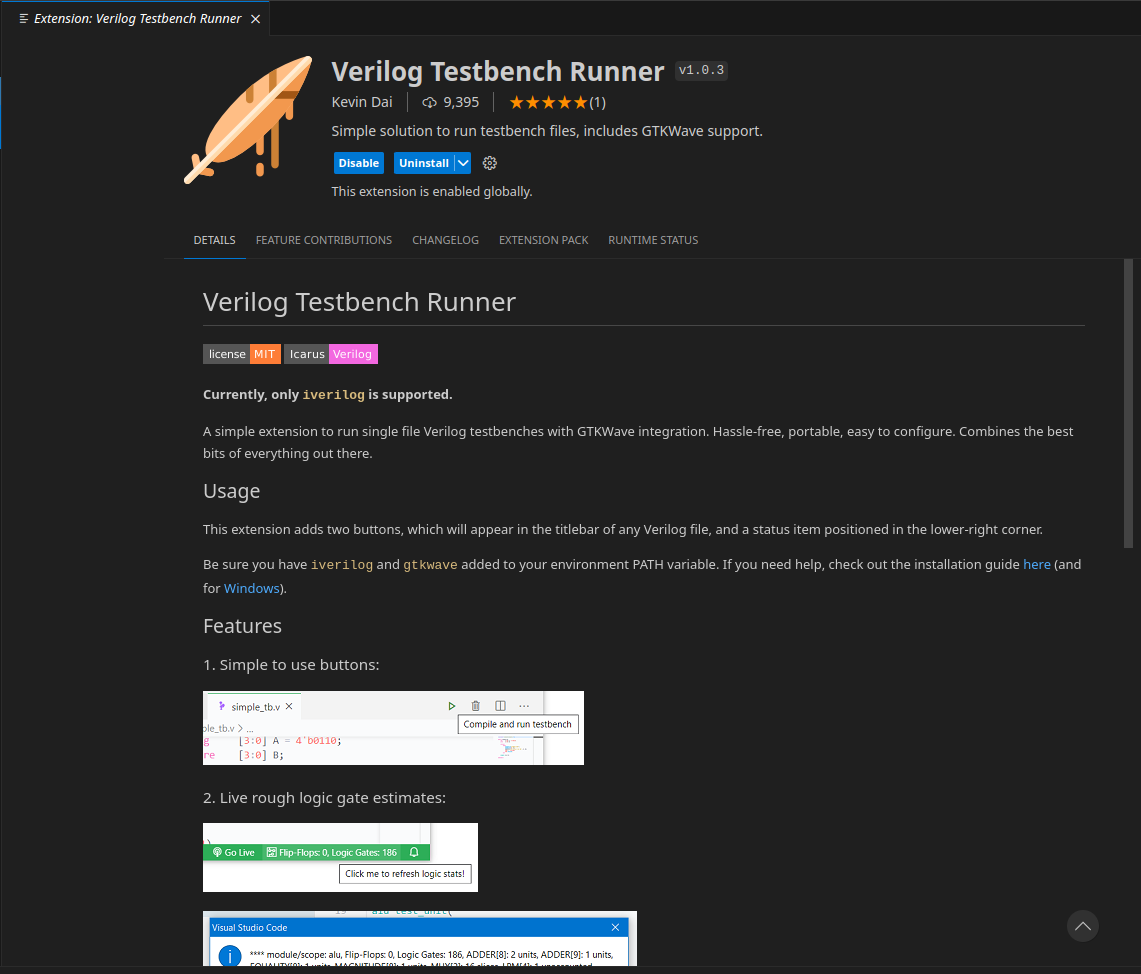 Extension: Verilog Testbench Runner
Verilog Testbench Runner v1.0.3
Kevin Dai 9,395 (1)
Simple solution to run testbench files, includes GTKWave support.
Disable Uninstall
This extension is enabled globally.
DETAILS FEATURE CONTRIBUTIONS CHANGELOG EXTENSION PACK RUNTIME STATUS
Verilog Testbench Runner
license MIT Icarus Verilog
Currently, only iverilog is supported.
A simple extension to run single file Verilog testbenches with GTKWave integration. Hassle-free, portable, easy to configure. Combines the best
bits of everything out there.
Usage
This extension adds two buttons, which will appear in the titlebar of any Verilog file, and a status item positioned in the lower-right corner.
Be sure you have iverilog and gtkwave added to your environment PATH variable. If you need help, check out the installation guide here (and
for Windows).
Features
1. Simple to use buttons:
simple_tb.v
Compile and run testbench
ple_tb.v > ...
g [3:0] A = 4'b0110;
re [3:0] B;
2. Live rough logic gate estimates:
Go Live Flip-Flops: 0, Logic Gates: 186
Click me to refresh logic stats!
19 alu test_unit(
Visual Studio Code
**** module/scope: alu, Flip-Flops: 0, Logic Gates: 186, ADDER[8]: 2 units, ADDER[9]: 1 units,